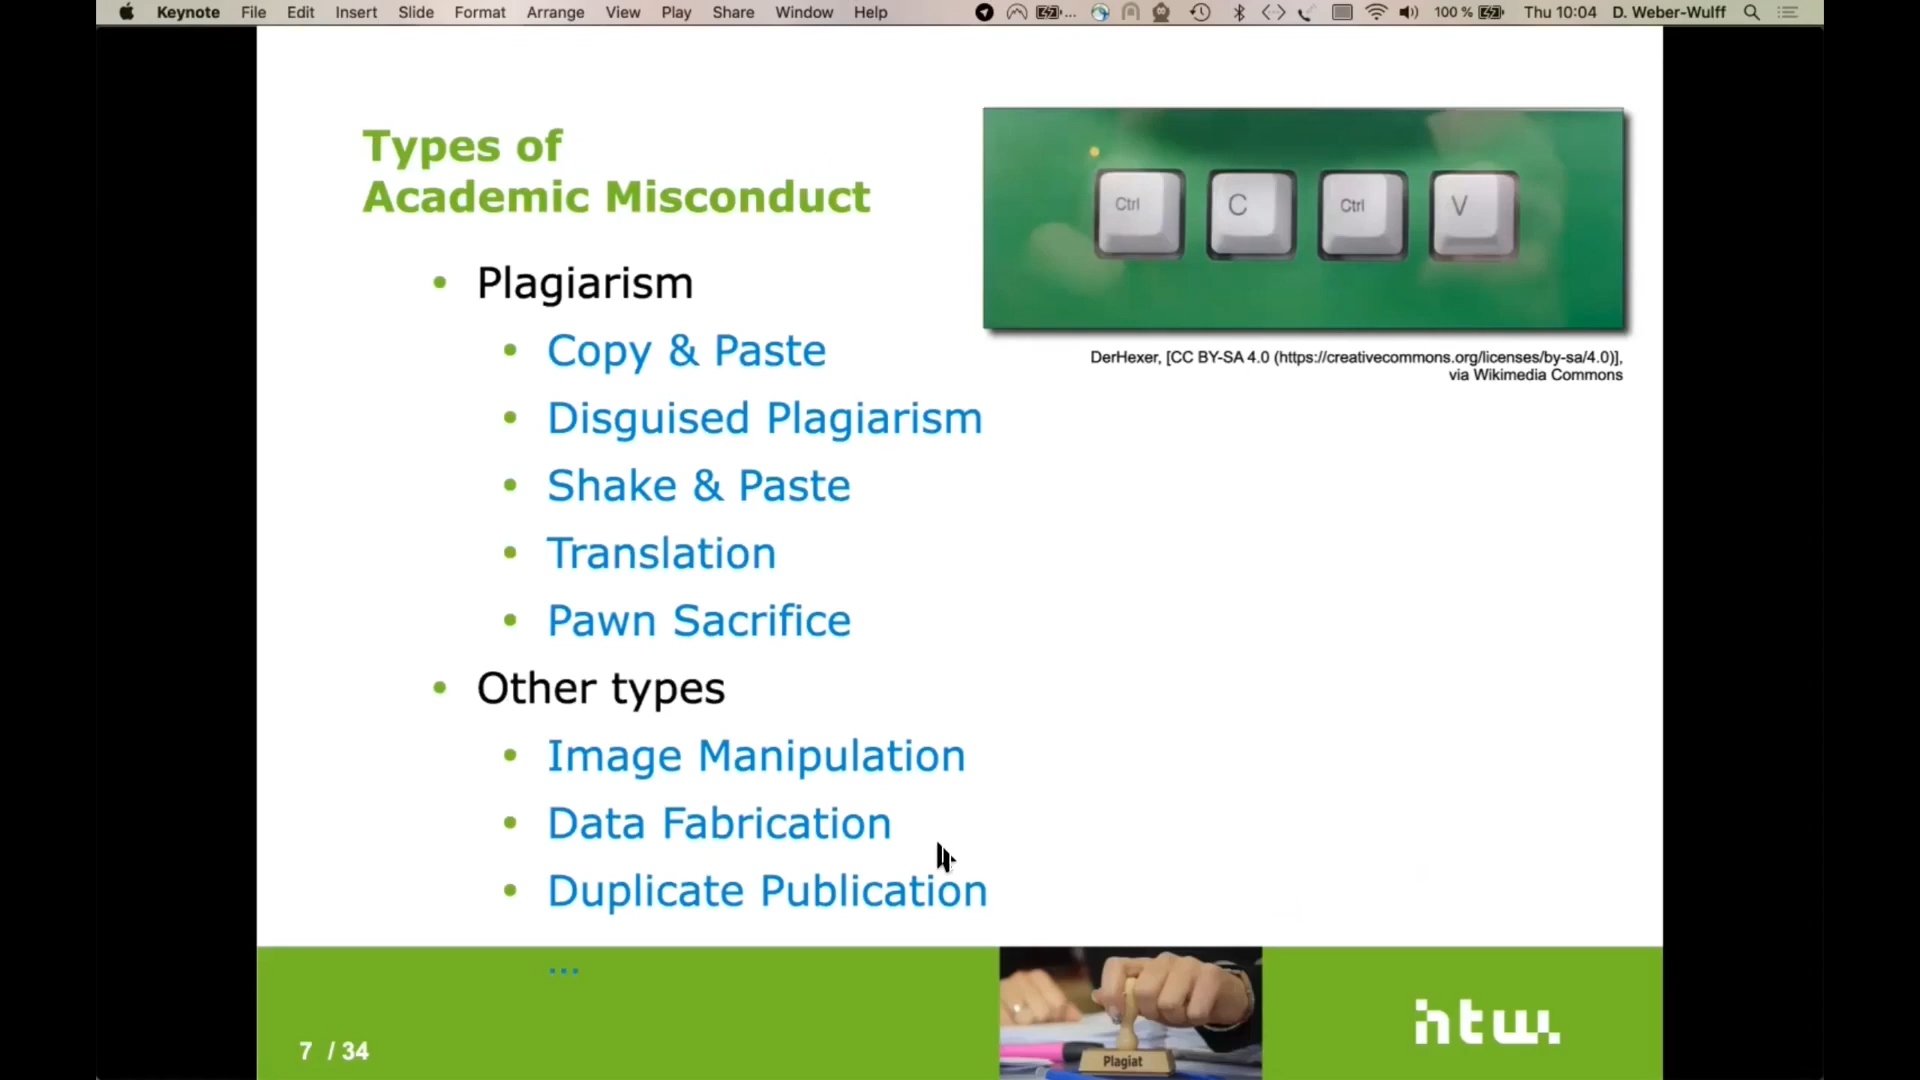 Keynote File Edit Insert Slide Format Arrange View Play Share Window Help 100 % Thu 10:04 D. Weber-Wulff
Types of
Academic Misconduct
Ctrl C Ctrl V
DerHexer, [CC BY-SA 4.0 (https://creativecommons.org/licenses/by-sa/4.0)],
via Wikimedia Commons
• Plagiarism
• Copy & Paste
• Disguised Plagiarism
• Shake & Paste
• Translation
• Pawn Sacrifice
• Other types
• Image Manipulation
• Data Fabrication
• Duplicate Publication
...
7 / 34
Plagiat
htw.